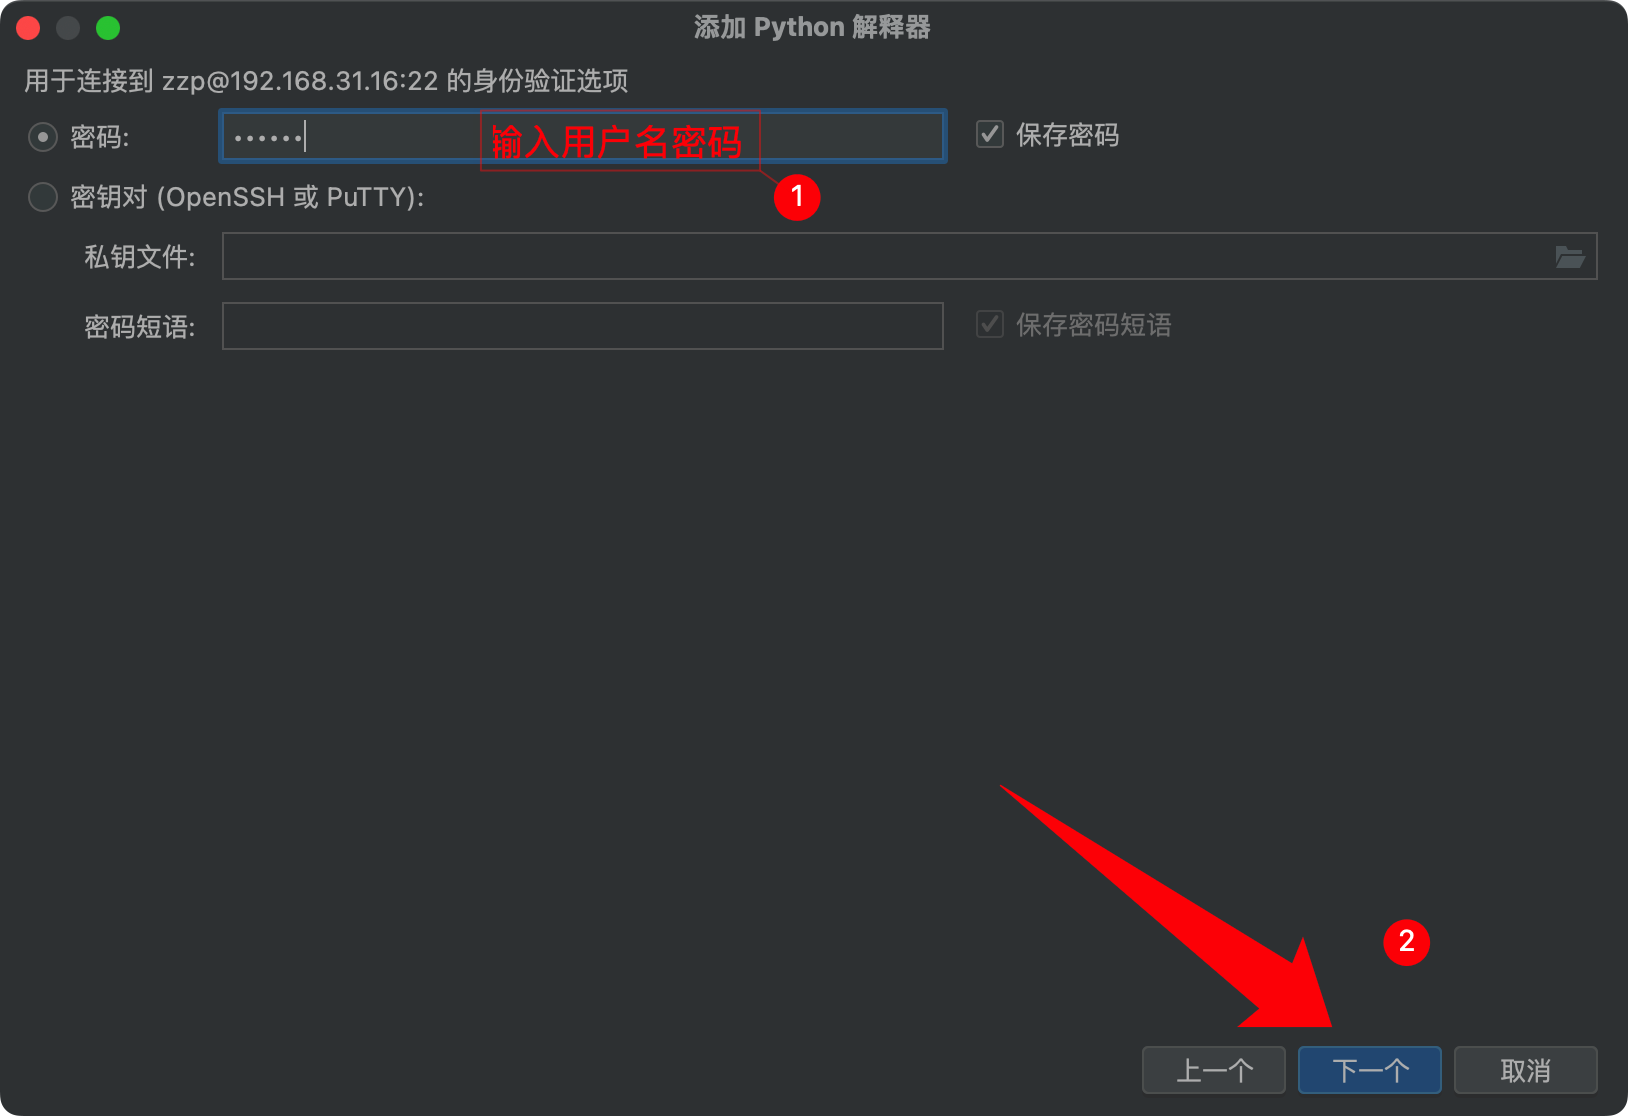 添加 Python 解释器
用于连接到 zzp@192.168.31.16:22 的身份验证选项
密码:
••••••
输入用户名密码
保存密码
1
密钥对 (OpenSSH 或 PuTTY):
私钥文件:
密码短语:
保存密码短语
2
上一个
下一个
取消